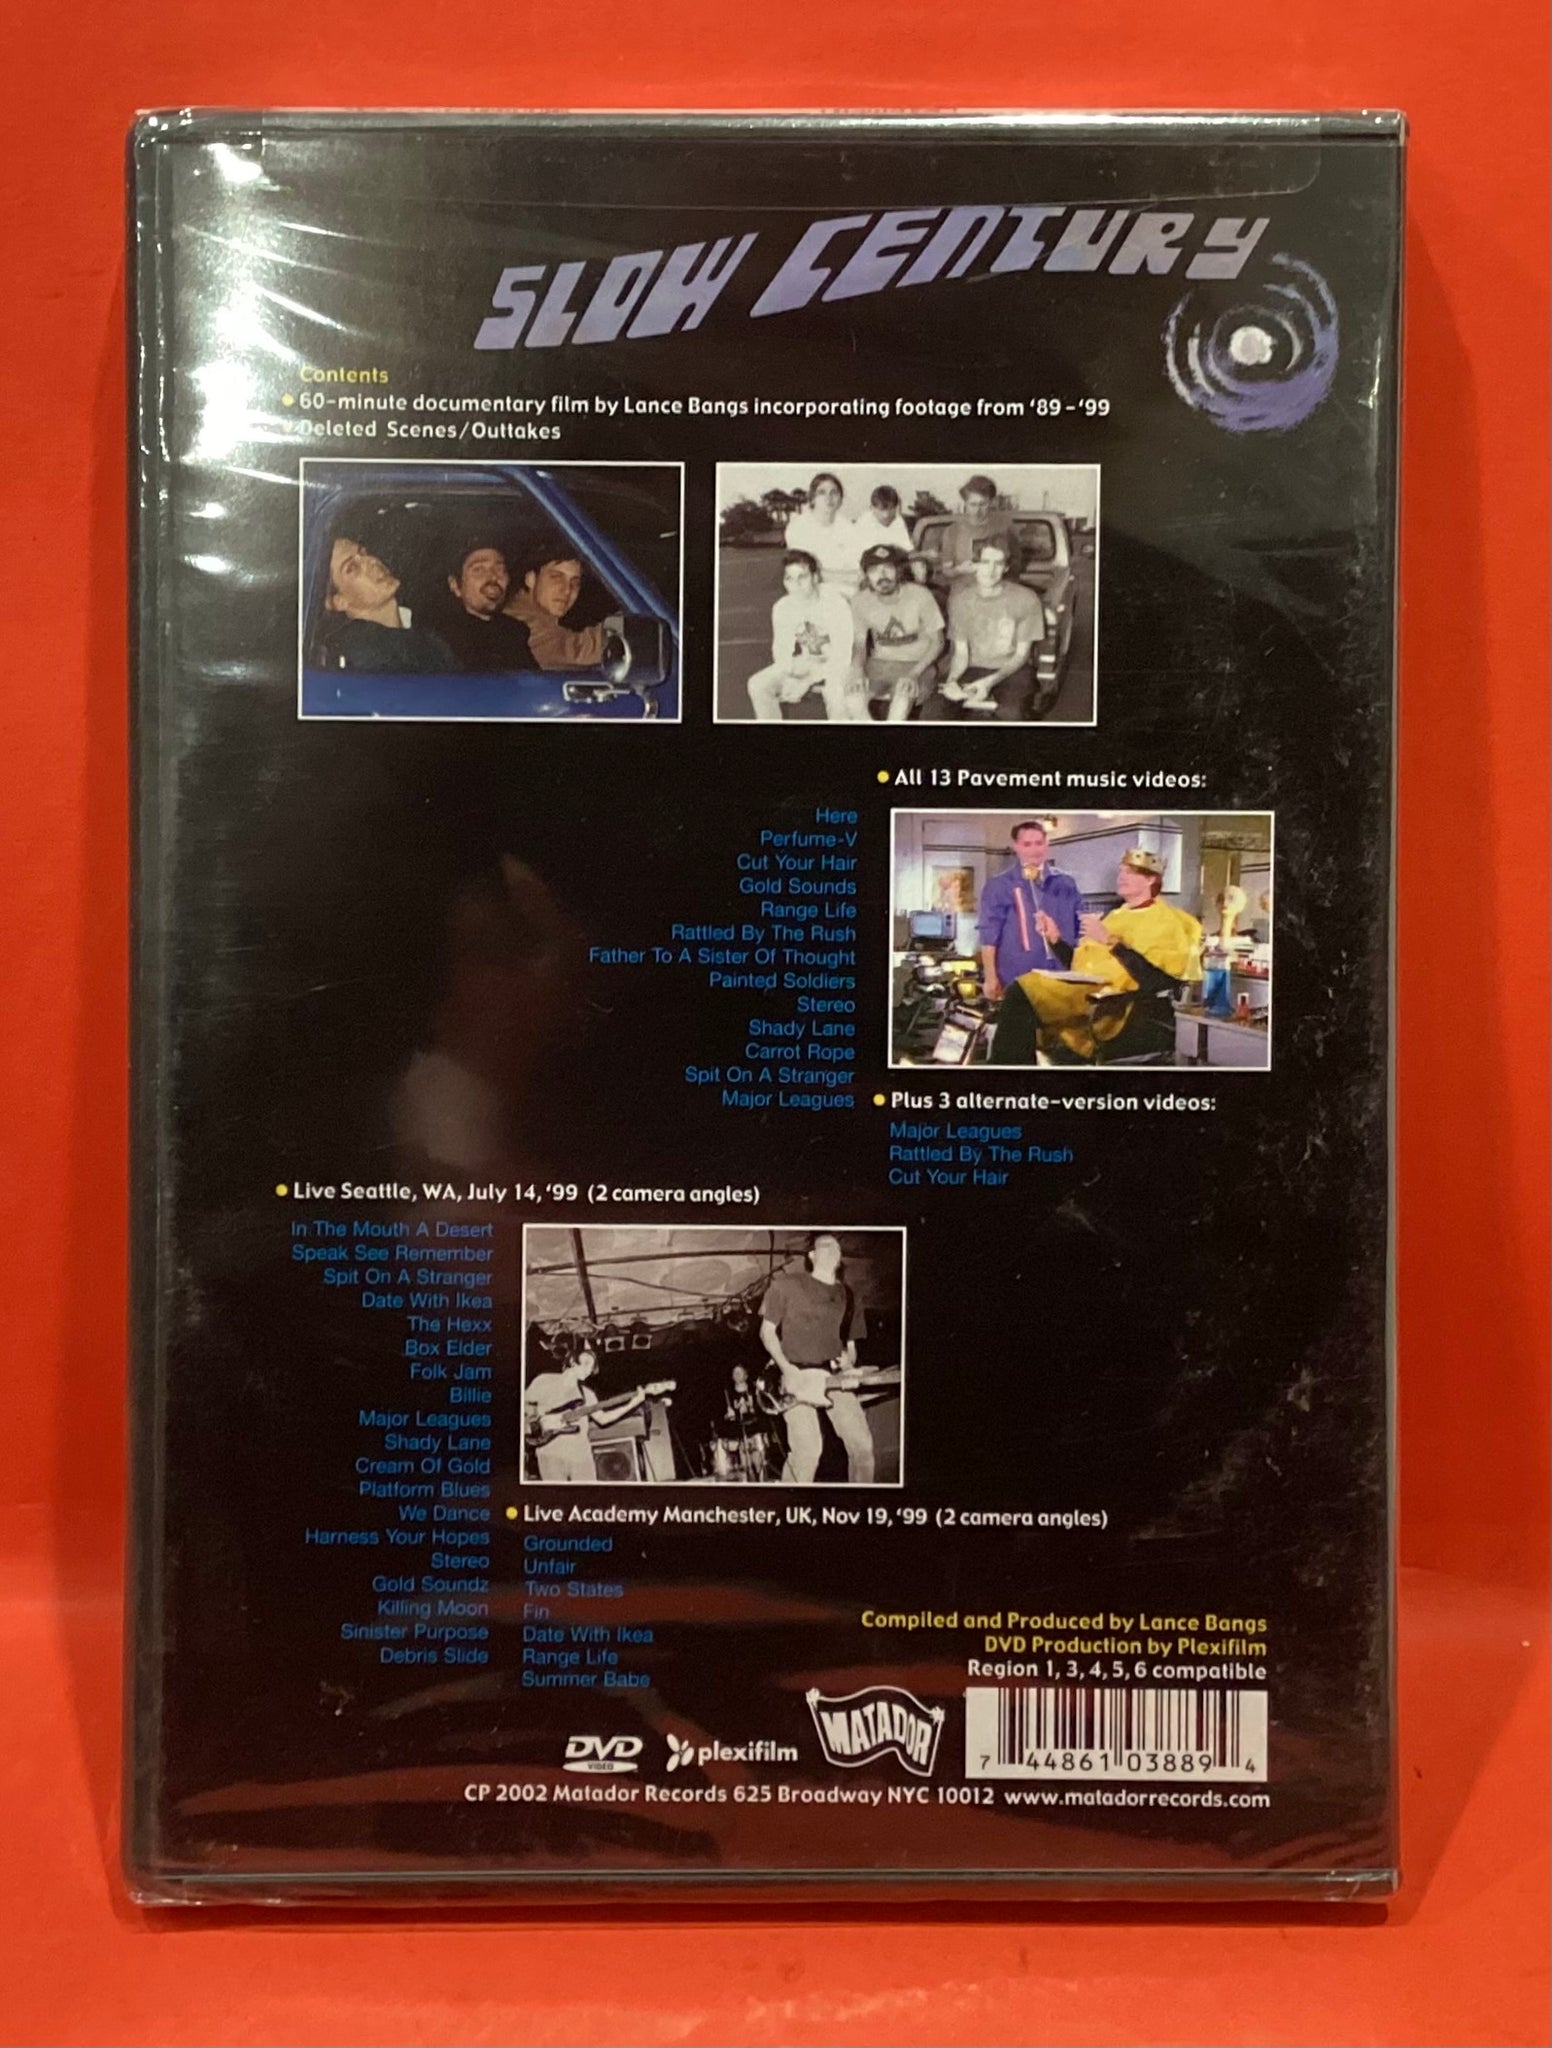 SLOW CENTURY
Contents
60-minute documentary film by Lance Bangs incorporating footage from '89-'99
Deleted Scenes/Outtakes
All 13 Pavement music videos:
Here
Perfume-V
Cut Your Hair
Gold Sounds
Range Life
Rattled By The Rush
Father To A Sister Of Thought
Painted Soldiers
Stereo
Shady Lane
Carrot Rope
Spit On A Stranger
Major Leagues
Plus 3 alternate-version videos:
Major Leagues
Rattled By The Rush
Cut Your Hair
Live Seattle, WA, July 14, '99 (2 camera angles)
In The Mouth A Desert
Speak See Remember
Spit On A Stranger
Date With Ikea
The Hexx
Box Elder
Folk Jam
Billie
Major Leagues
Shady Lane
Cream Of Gold
Platform Blues
We Dance
Harness Your Hopes
Stereo
Gold Soundz
Killing Moon
Sinister Purpose
Debris Slide
Live Academy Manchester, UK, Nov 19, '99 (2 camera angles)
Grounded
Unfair
Two States
Fin
Date With Ikea
Range Life
Summer Babe
Compiled and Produced by Lance Bangs
DVD Production by Plexifilm
Region 1, 3, 4, 5, 6 compatible
DVD VIDEO
plexifilm
MATADOR
7 44861 03889 4
CP 2002 Matador Records 625 Broadway NYC 10012 www.matadorrecords.com